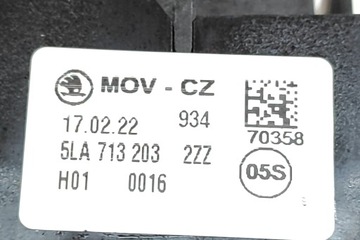 MOV - CZ
17.02.22 934
70358
5LA 713 203 2ZZ
05S
H01 0016